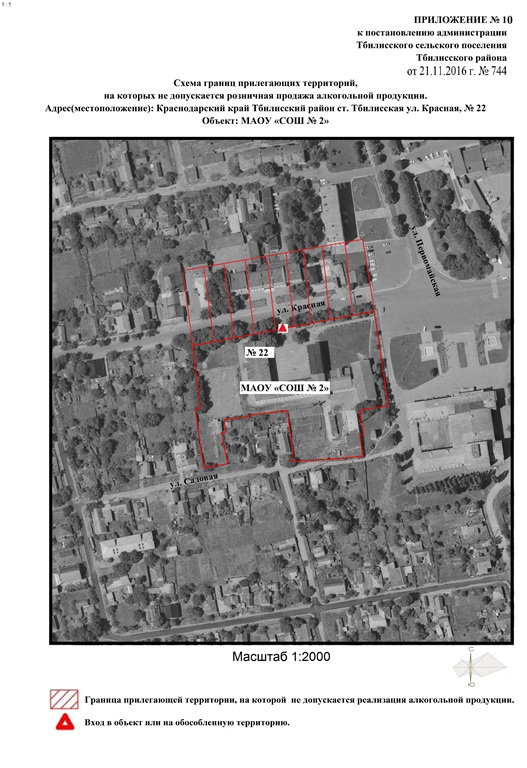 1 : 1
ПРИЛОЖЕНИЕ № 10
к постановлению администрации
Тбилисского сельского поселения
Тбилисского района
от 21.11.2016 г. № 744
Схема границ прилегающих территорий,
на которых не допускается розничная продажа алкогольной продукции.
Адрес(местоположение): Краснодарский край Тбилисский район ст. Тбилисская ул. Красная, № 22
Объект: МАОУ «СОШ № 2»
ул. Первомайская
ул. Красная
№ 22
МАОУ «СОШ № 2»
ул. Садовая
Масштаб 1:2000
С
Ю
Граница прилегающей территории, на которой не допускается реализация алкогольной продукции.
Вход в объект или на обособленную территорию.